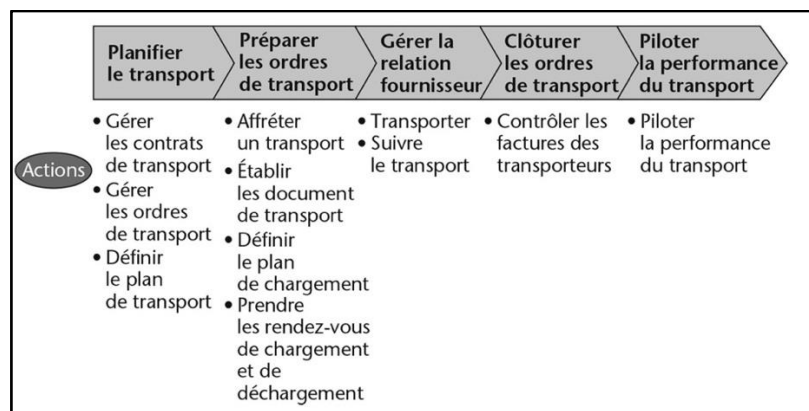 Planifier
le transport
Préparer
les ordres
de transport
Gérer la
relation
fournisseur
Clôturer
les ordres
de transport
Piloter
la performance
du transport
Actions
• Gérer
les contrats
de transport
• Gérer
les ordres
de transport
• Définir
le plan
de transport
• Affréter
un transport
• Établir
les document
de transport
• Définir
le plan
de chargement
• Prendre
les rendez-vous
de chargement
et de
déchargement
• Transporter
• Suivre
le transport
• Contrôler les
factures des
transporteurs
• Piloter
la performance
du transport